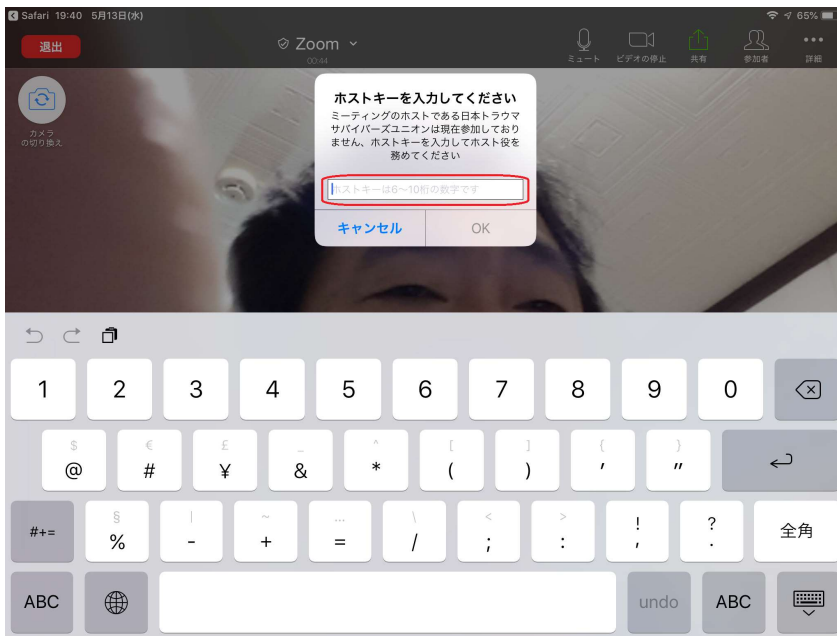 Safari 19:40 5月13日(水)
65%
退出
Zoom
00:44
ミュート
ビデオの停止
共有
参加者
詳細
カメラ
の切り換え
ホストキーを入力してください
ミーティングのホストである日本トラウマ
サバイバーズユニオンは現在参加しており
ません、ホストキーを入力してホスト役を
務めてください
ホストキーは6〜10桁の数字です
キャンセル
OK
1 2 3 4 5 6 7 8 9 0
$ € £ _ ^ [ ] { }
@ # ¥ & * ( ) ' "
§ | ~ … \ < > ! ?
#+= % - + = / ; : , . 全角
ABC undo ABC